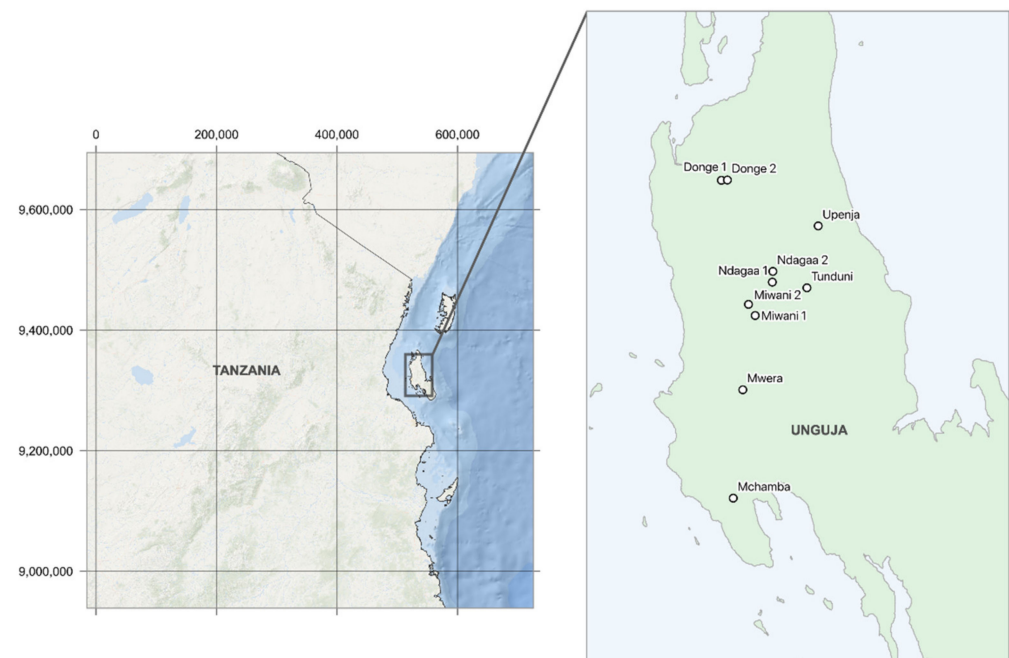 0
200,000
400,000
600,000
9,600,000
9,400,000
9,200,000
9,000,000
TANZANIA
Donge 1
Donge 2
Upenja
Ndagaa 2
Ndagaa 1
Tunduni
Miwani 2
Miwani 1
Mwera
UNGUJA
Mchamba